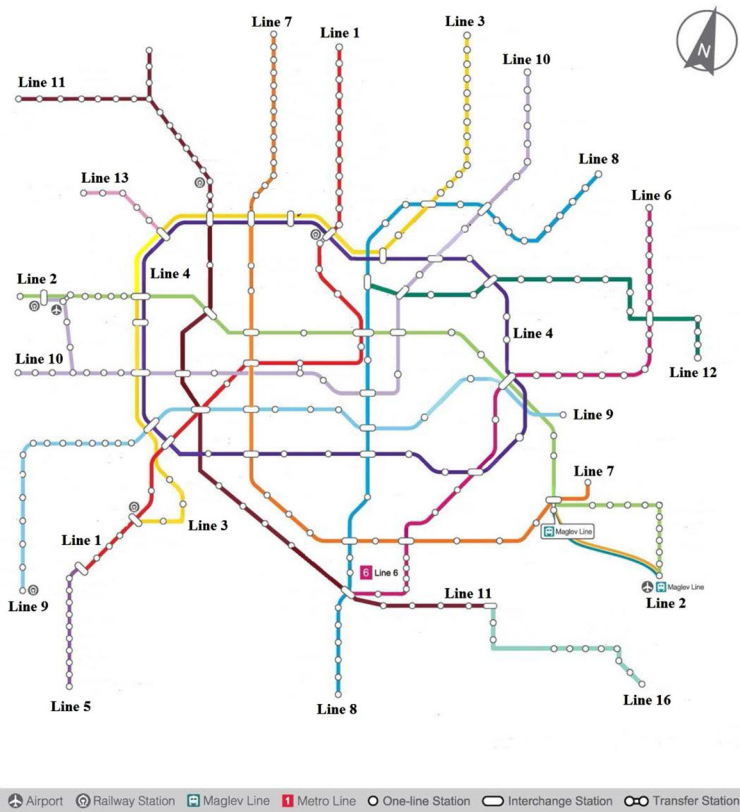 Line 7
Line 1
Line 3
Line 10
N
Line 11
Line 8
Line 13
Line 6
Line 2
Line 4
Line 4
Line 10
Line 12
Line 9
Line 7
Line 3
Maglev Line
Line 1
6 Line 6
Maglev Line
Line 9
Line 11
Line 2
Line 5
Line 8
Line 16
Airport Railway Station Maglev Line 1 Metro Line One-line Station Interchange Station Transfer Station